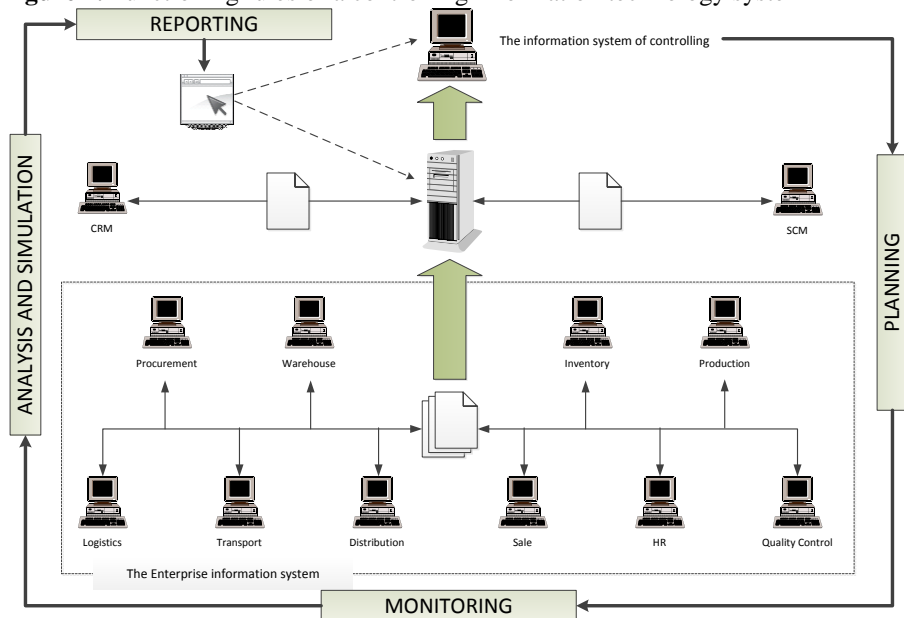 REPORTING
The information system of controlling
ANALYSIS AND SIMULATION
PLANNING
CRM
SCM
Procurement
Warehouse
Inventory
Production
Logistics
Transport
Distribution
Sale
HR
Quality Control
The Enterprise information system
MONITORING